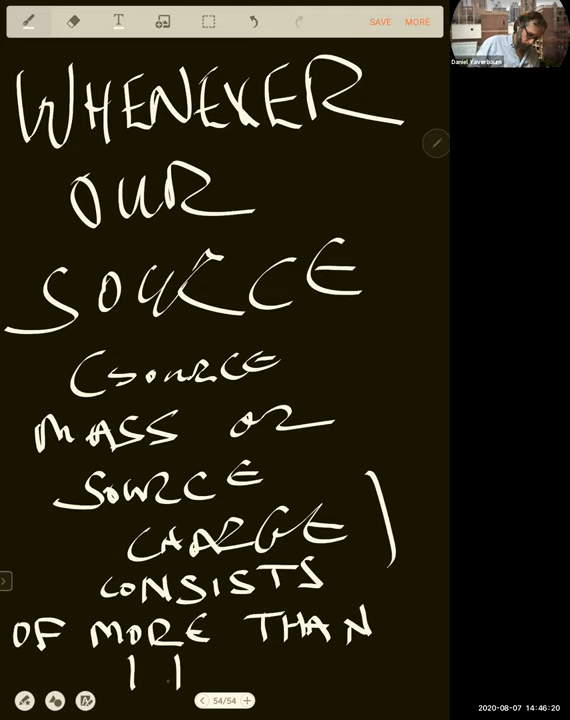 SAVE MORE
Daniel Yaverbaum
WHENEVER
OUR
SOURCE
(SOURCE
MASS OR
SOURCE
CHARGE)
CONSISTS
OF MORE THAN
54/54
2020-08-07 14:46:20